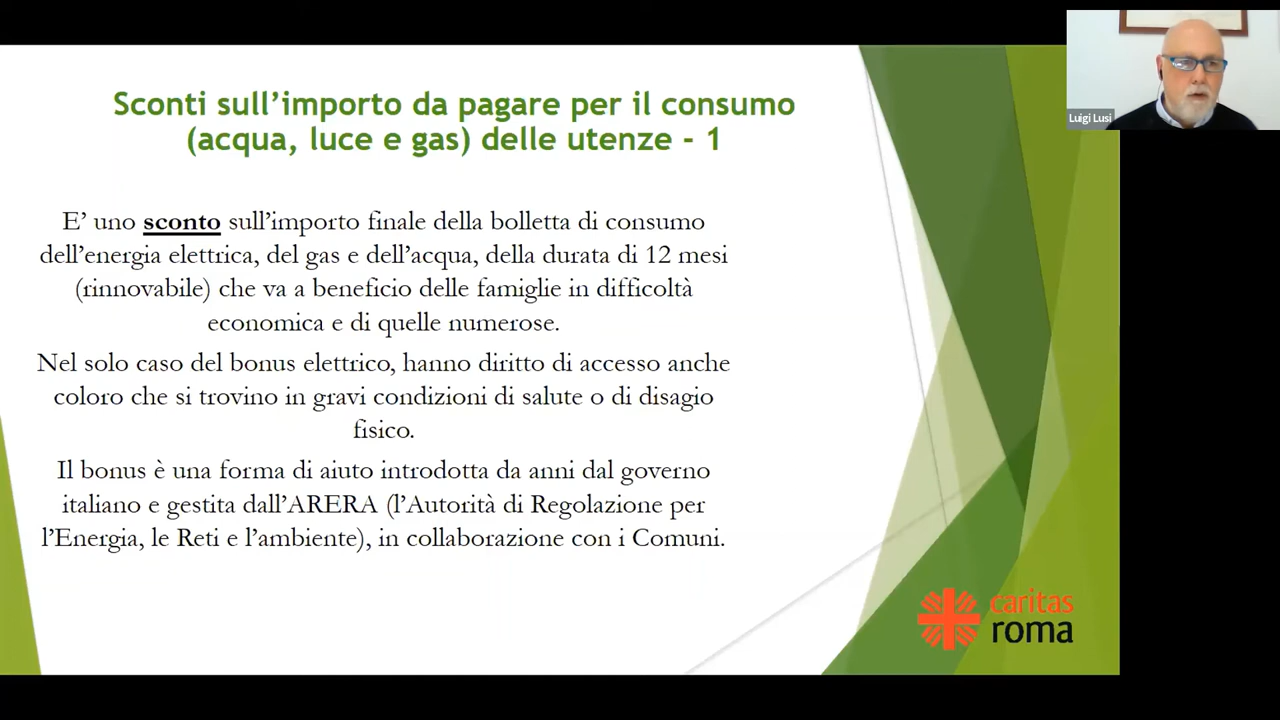 Sconti sull’importo da pagare per il consumo
(acqua, luce e gas) delle utenze - 1
E’ uno sconto sull’importo finale della bolletta di consumo
dell’energia elettrica, del gas e dell’acqua, della durata di 12 mesi
(rinnovabile) che va a beneficio delle famiglie in difficoltà
economica e di quelle numerose.
Nel solo caso del bonus elettrico, hanno diritto di accesso anche
coloro che si trovino in gravi condizioni di salute o di disagio
fisico.
Il bonus è una forma di aiuto introdotta da anni dal governo
italiano e gestita dall’ARERA (l’Autorità di Regolazione per
l’Energia, le Reti e l’ambiente), in collaborazione con i Comuni.
caritas
roma
Luigi Lusi